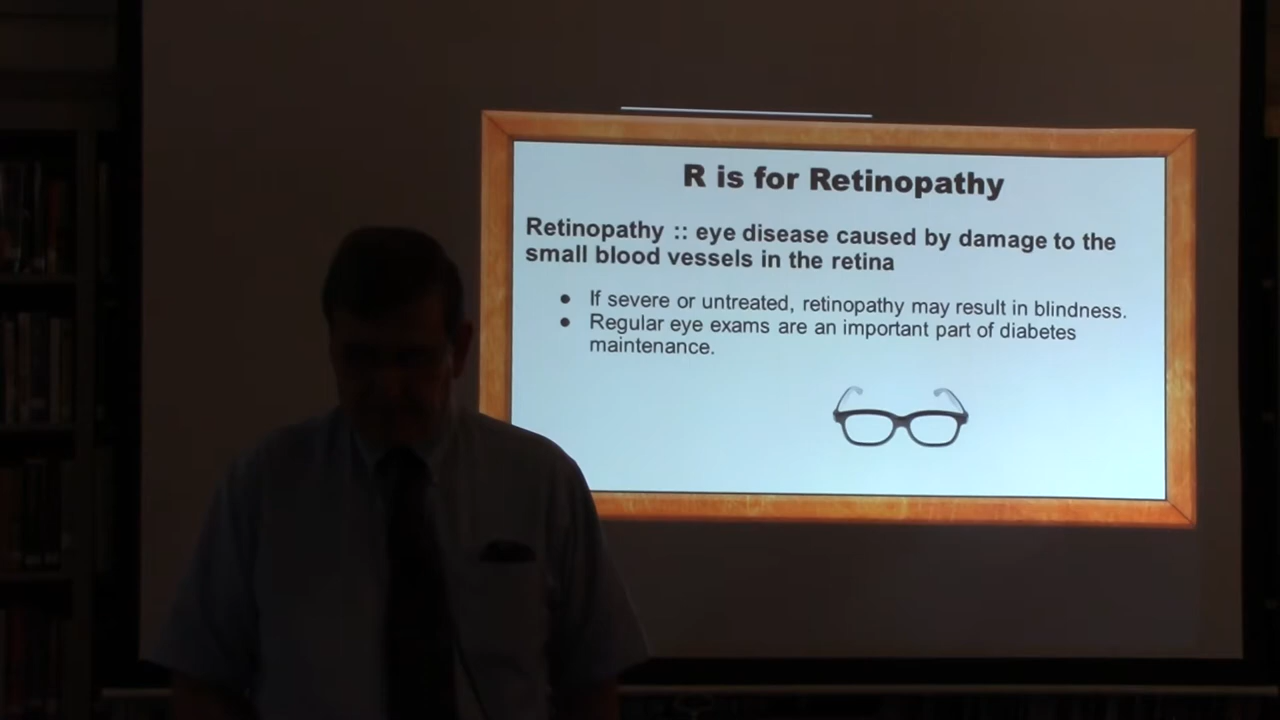 R is for Retinopathy
Retinopathy :: eye disease caused by damage to the
small blood vessels in the retina
● If severe or untreated, retinopathy may result in blindness.
● Regular eye exams are an important part of diabetes
maintenance.